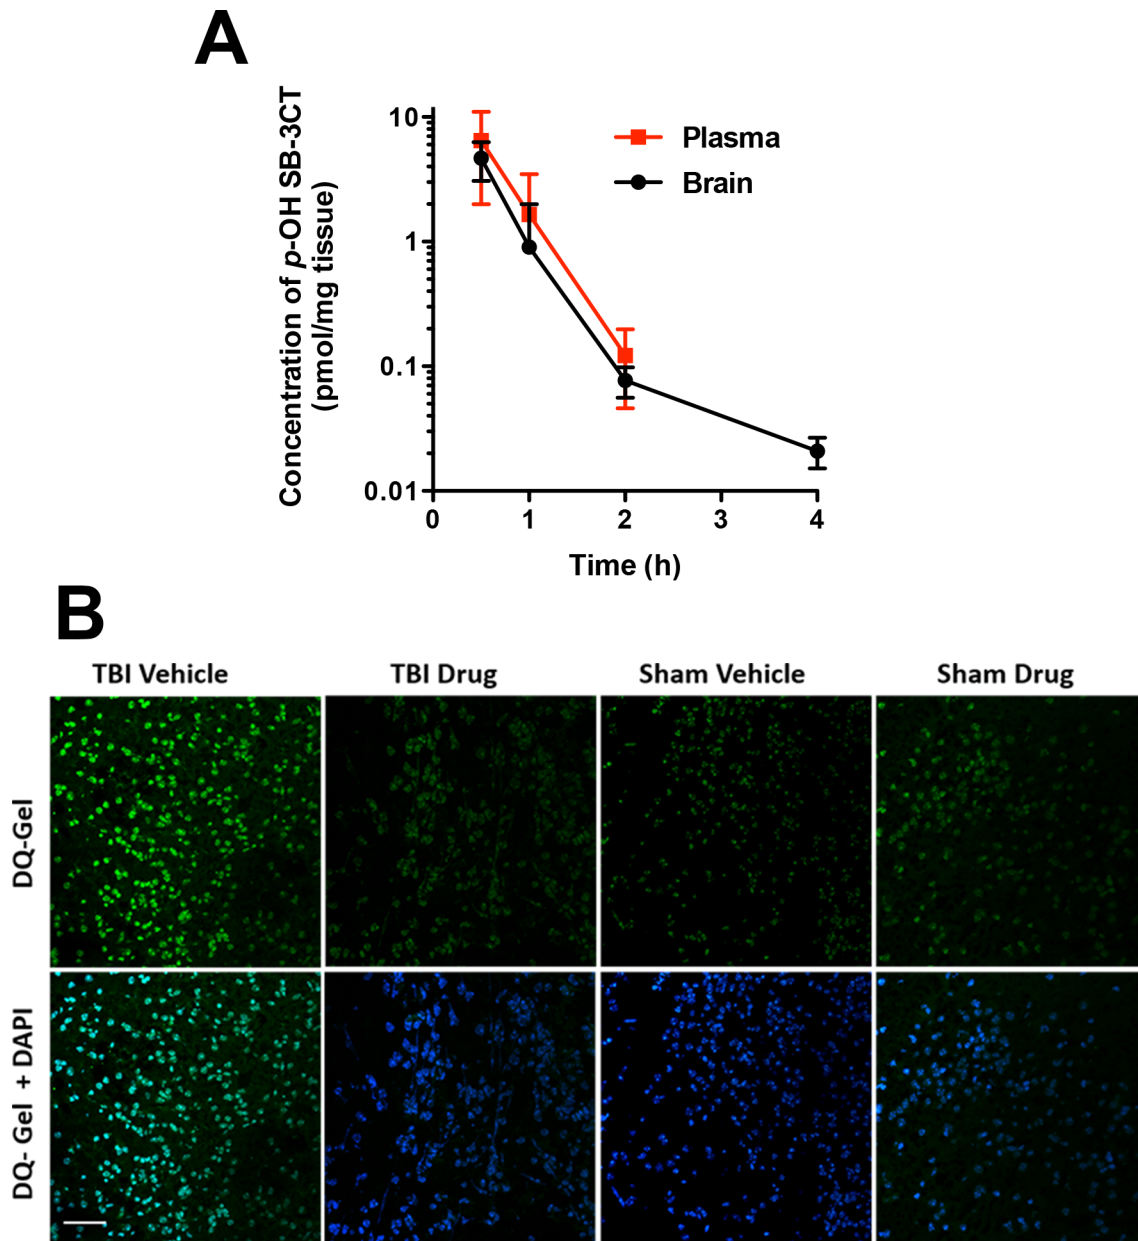 A
Concentration of p-OH SB-3CT
(pmol/mg tissue)
10
1
0.1
0.01
0
1
2
3
4
Time (h)
Plasma
Brain
B
TBI Vehicle
TBI Drug
Sham Vehicle
Sham Drug
DQ-Gel
DQ- Gel + DAPI